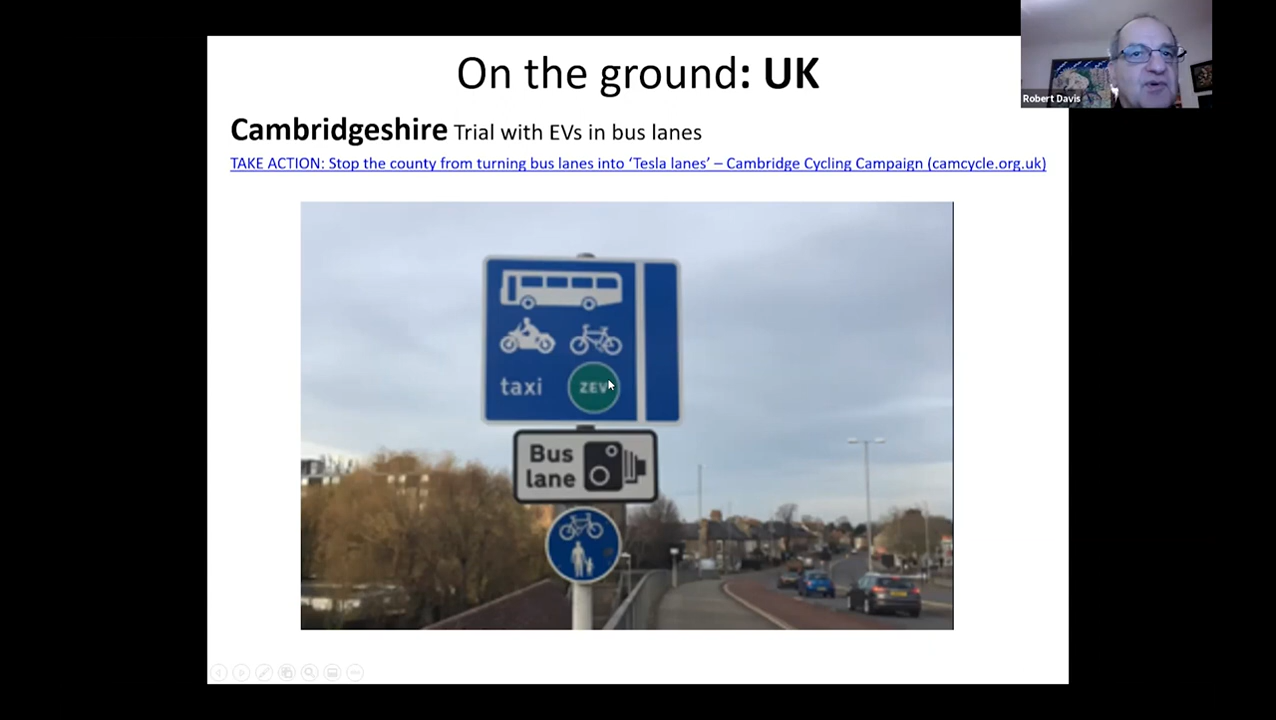 On the ground: UK
Robert Davis
Cambridgeshire Trial with EVs in bus lanes
TAKE ACTION: Stop the county from turning bus lanes into ‘Tesla lanes’ – Cambridge Cycling Campaign (camcycle.org.uk)
taxi ZEV
Bus
lane